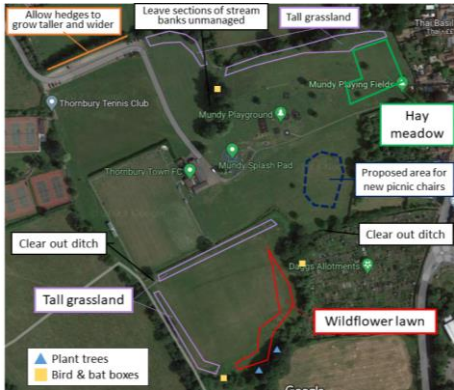 Allow hedges to
grow taller and wider
Leave sections of stream
banks unmanaged
Tall grassland
Thai Basil
Thornbury Tennis Club
Mundy Playing Fields
Mundy Playground
Hay
meadow
Mundy Splash Pad
Thornbury Town FC
Proposed area for
new picnic chairs
Clear out ditch
Clear out ditch
Daggs Allotments
Tall grassland
Wildflower lawn
Plant trees
Bird & bat boxes
Google